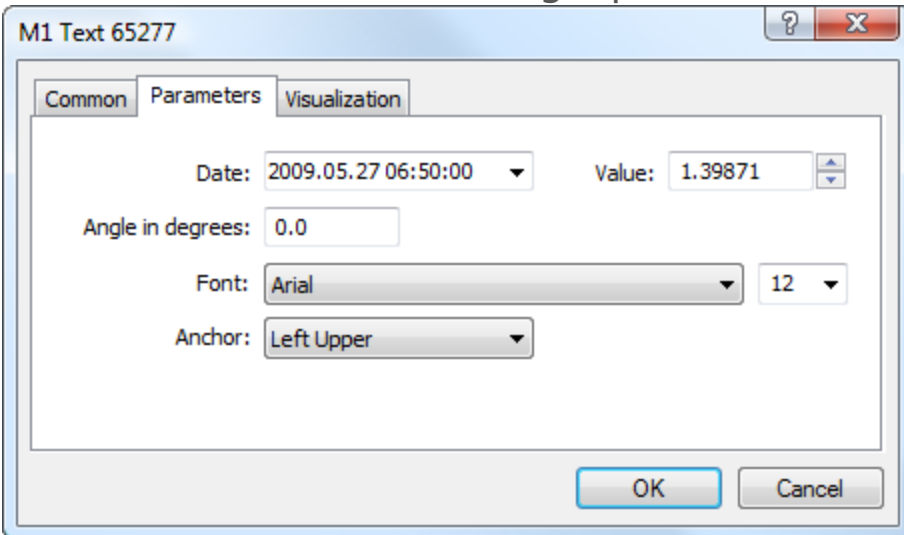 M1 Text 65277
Common Parameters Visualization
Date: 2009.05.27 06:50:00 Value: 1.39871
Angle in degrees: 0.0
Font: Arial 12
Anchor: Left Upper
OK Cancel